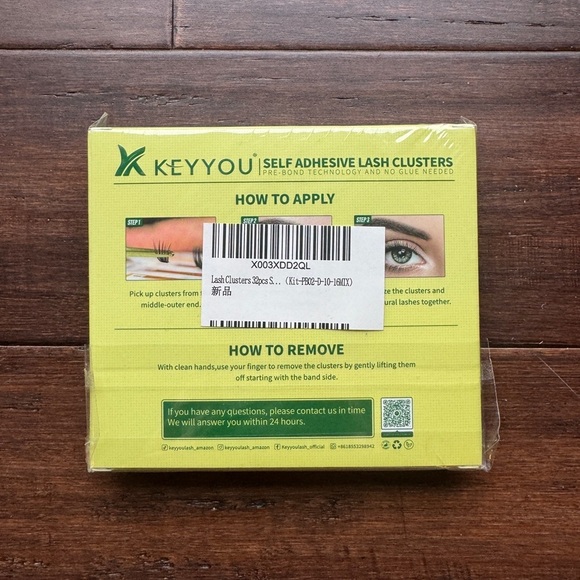 KEYYOU® SELF ADHESIVE LASH CLUSTERS
PRE-BOND TECHNOLOGY AND NO GLUE NEEDED
HOW TO APPLY
STEP 1
STEP 2
STEP 3
X003XDD2QL
Lash Clusters 32pcs S... (Kit-PB02-D-10-16MIX)
新品
Pick up clusters from
middle-outer end.
the clusters and
lashes together.
HOW TO REMOVE
With clean hands,use your finger to remove the clusters by gently lifting them
off starting with the band side.
If you have any questions, please contact us in time
We will answer you within 24 hours.
keyyoulash_amazon keyyoulash_amazon Keyyoulash_official +8618553298942